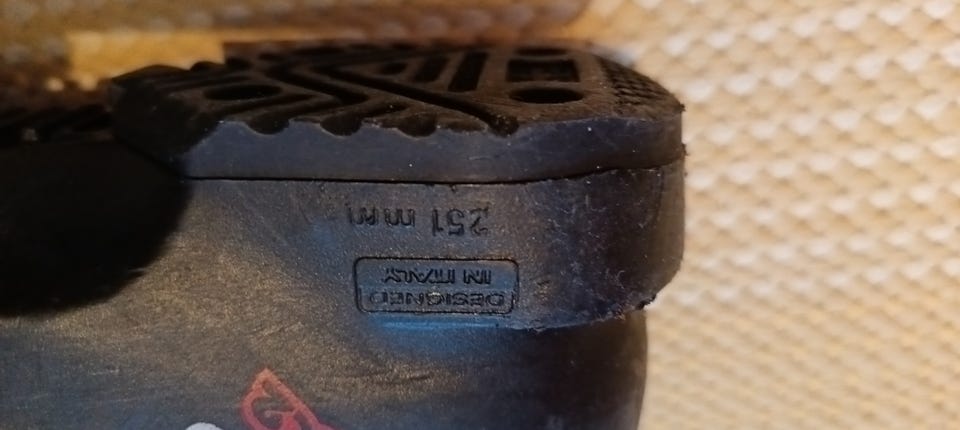 DESIGNED
IN ITALY
251 mm